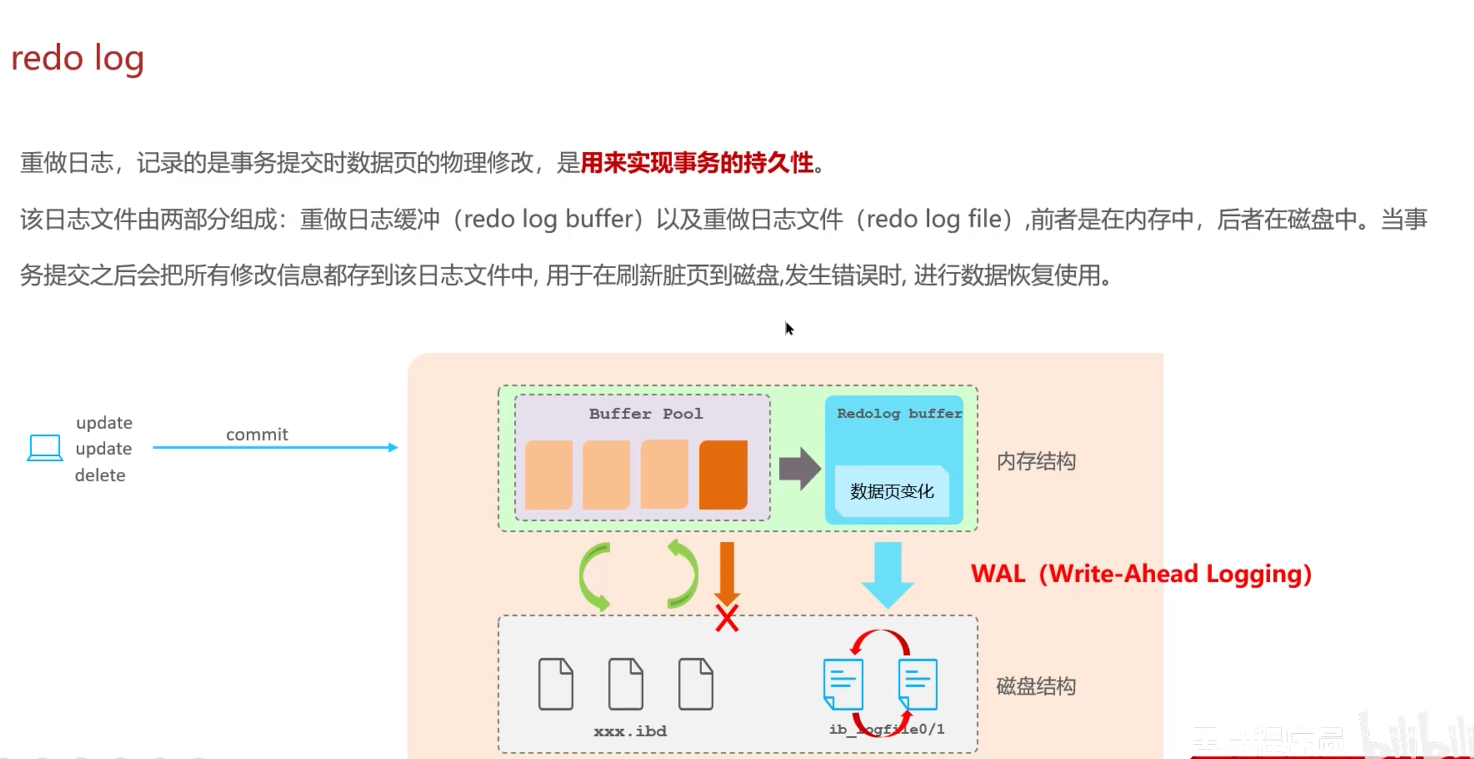 redo log
重做日志，记录的是事务提交时数据页的物理修改，是用来实现事务的持久性。
该日志文件由两部分组成：重做日志缓冲（redo log buffer）以及重做日志文件（redo log file）,前者是在内存中，后者在磁盘中。当事
务提交之后会把所有修改信息都存到该日志文件中, 用于在刷新脏页到磁盘,发生错误时, 进行数据恢复使用。
update
update
delete
commit
Buffer Pool
Redolog buffer
数据页变化
内存结构
WAL（Write-Ahead Logging）
xxx.ibd
ib_logfile0/1
磁盘结构
bilibili